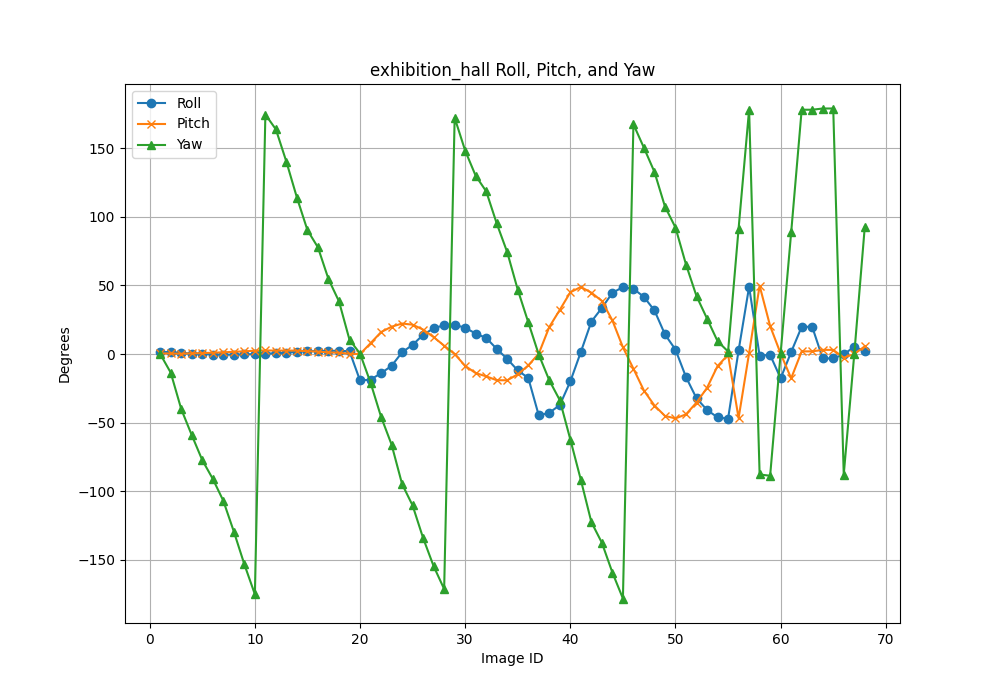 exhibition_hall Roll, Pitch, and Yaw
Roll
Pitch
Yaw
Degrees
150
100
50
0
−50
−100
−150
0 10 20 30 40 50 60 70
Image ID